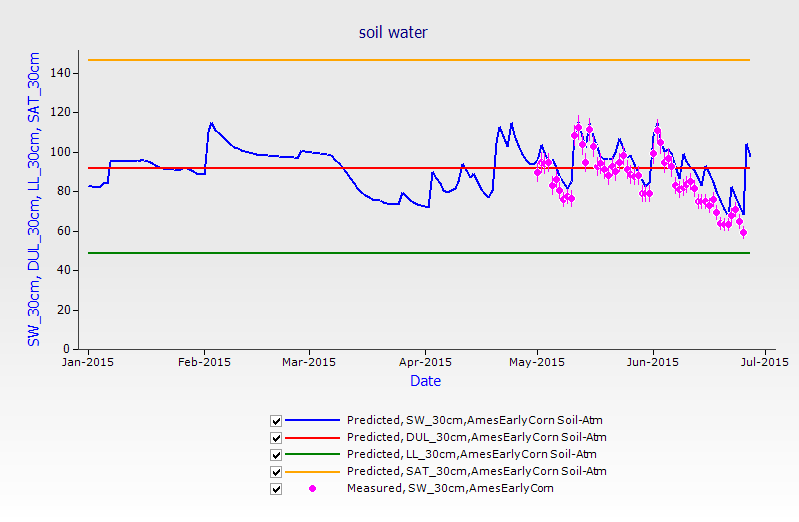 soil water
SW_30cm, DUL_30cm, LL_30cm, SAT_30cm
140
120
100
80
60
40
20
0
Jan-2015 Feb-2015 Mar-2015 Apr-2015 May-2015 Jun-2015 Jul-2015
Date
Predicted, SW_30cm,AmesEarlyCorn Soil-Atm
Predicted, DUL_30cm,AmesEarlyCorn Soil-Atm
Predicted, LL_30cm,AmesEarlyCorn Soil-Atm
Predicted, SAT_30cm,AmesEarlyCorn Soil-Atm
Measured, SW_30cm,AmesEarlyCorn